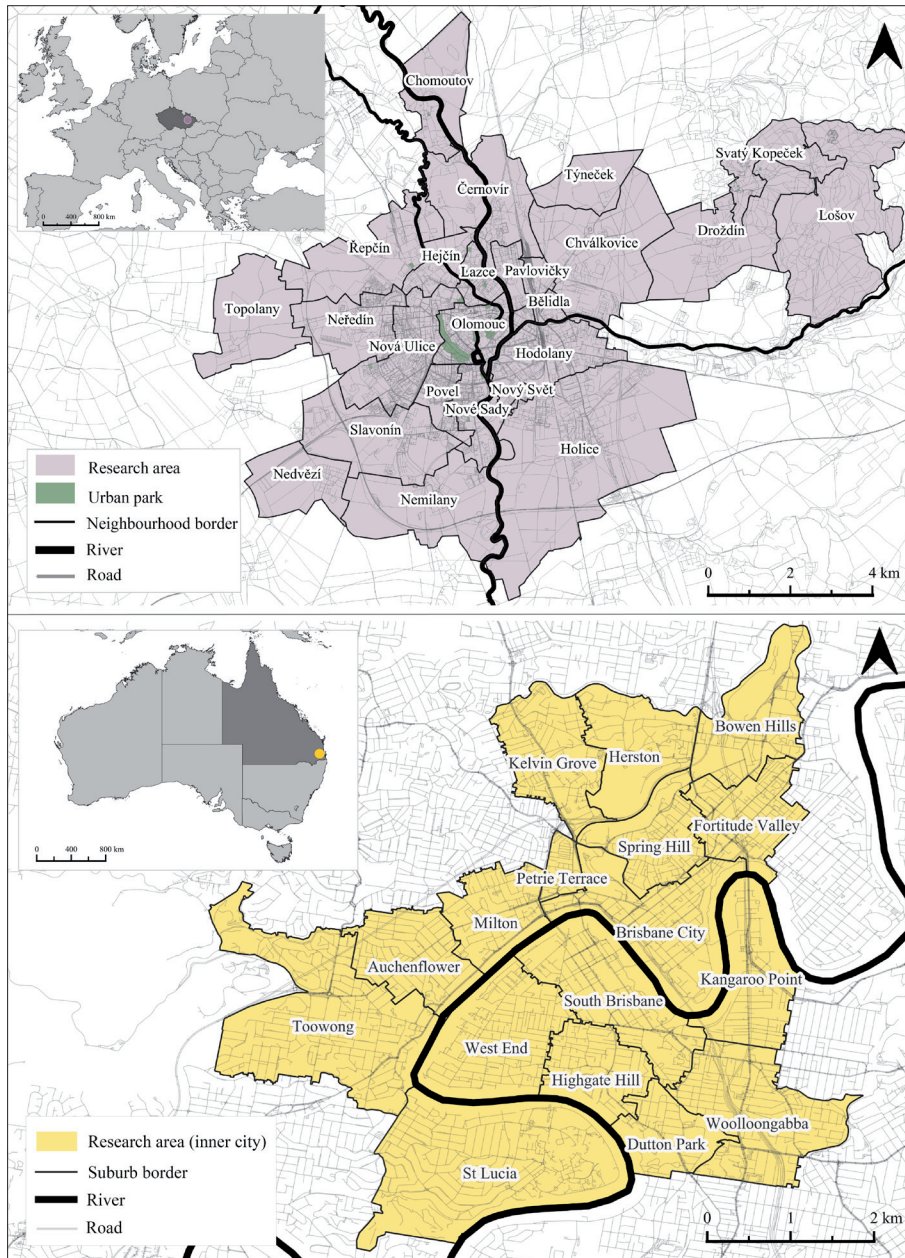 0 400 800 km
Chomoutov
Svatý Kopeček
Týneček
Černovír
Lošov
Droždín
Chválkovice
Řepčín
Hejčín
Lazce
Pavlovičky
Topolany
Bělidla
Neředín
Olomouc
Nová Ulice
Hodolany
Povel
Nový Svět
Nové Sady
Slavonín
Holice
Nedvězí
Nemilany
Research area
Urban park
Neighbourhood border
River
Road
0 2 4 km
0 400 800 km
Bowen Hills
Kelvin Grove
Herston
Fortitude Valley
Spring Hill
Petrie Terrace
Milton
Brisbane City
Auchenflower
Kangaroo Point
South Brisbane
Toowong
West End
Highgate Hill
Woolloongabba
Dutton Park
St Lucia
Research area (inner city)
Suburb border
River
Road
0 1 2 km